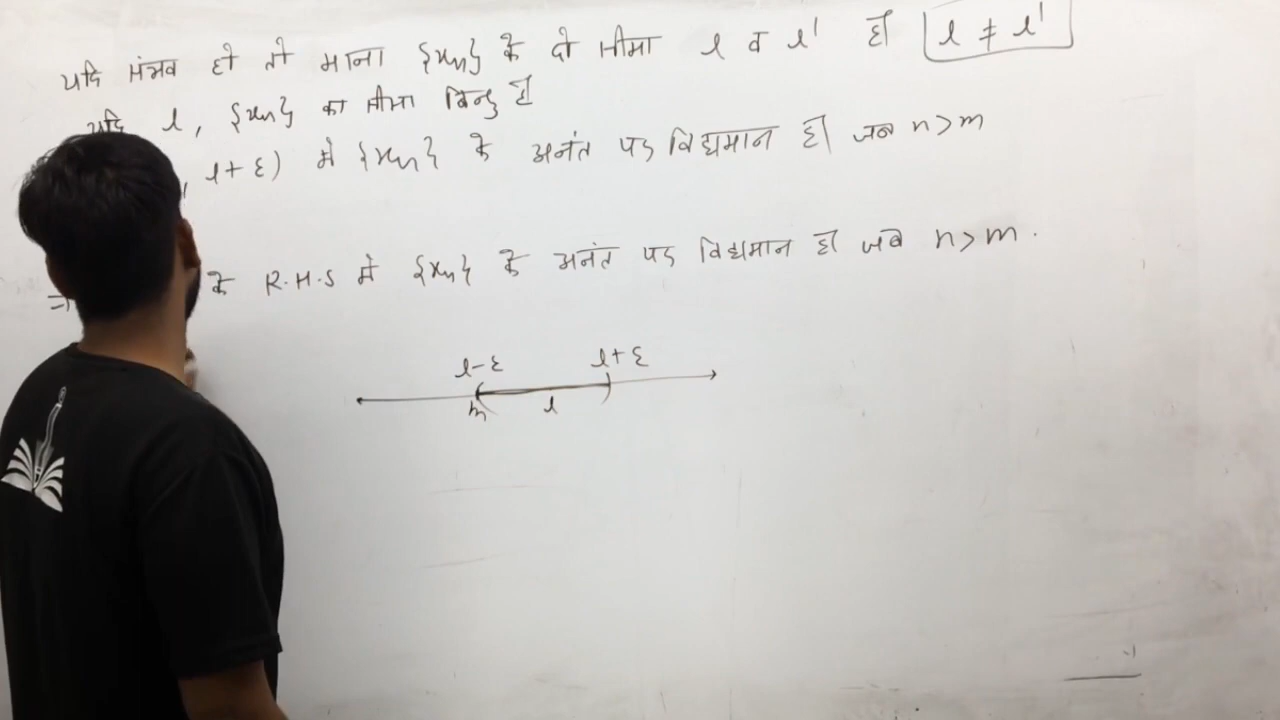 यदि संभव हो तो माना {xn} के दो सीमा l व l' है l ≠ l'
यदि l, {xn} का सीमा बिन्दु है
, l+ε) में {xn} के अनंत पद विद्यमान है जब n>m
⇒ के R.H.S में {xn} के अनंत पद विद्यमान है जब n>m.
l-ε l+ε
m l